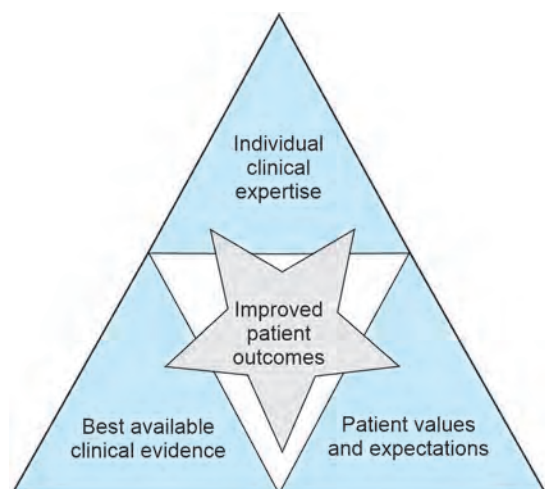 Individual
clinical
expertise
Improved
patient
outcomes
Best available
clinical evidence
Patient values
and expectations